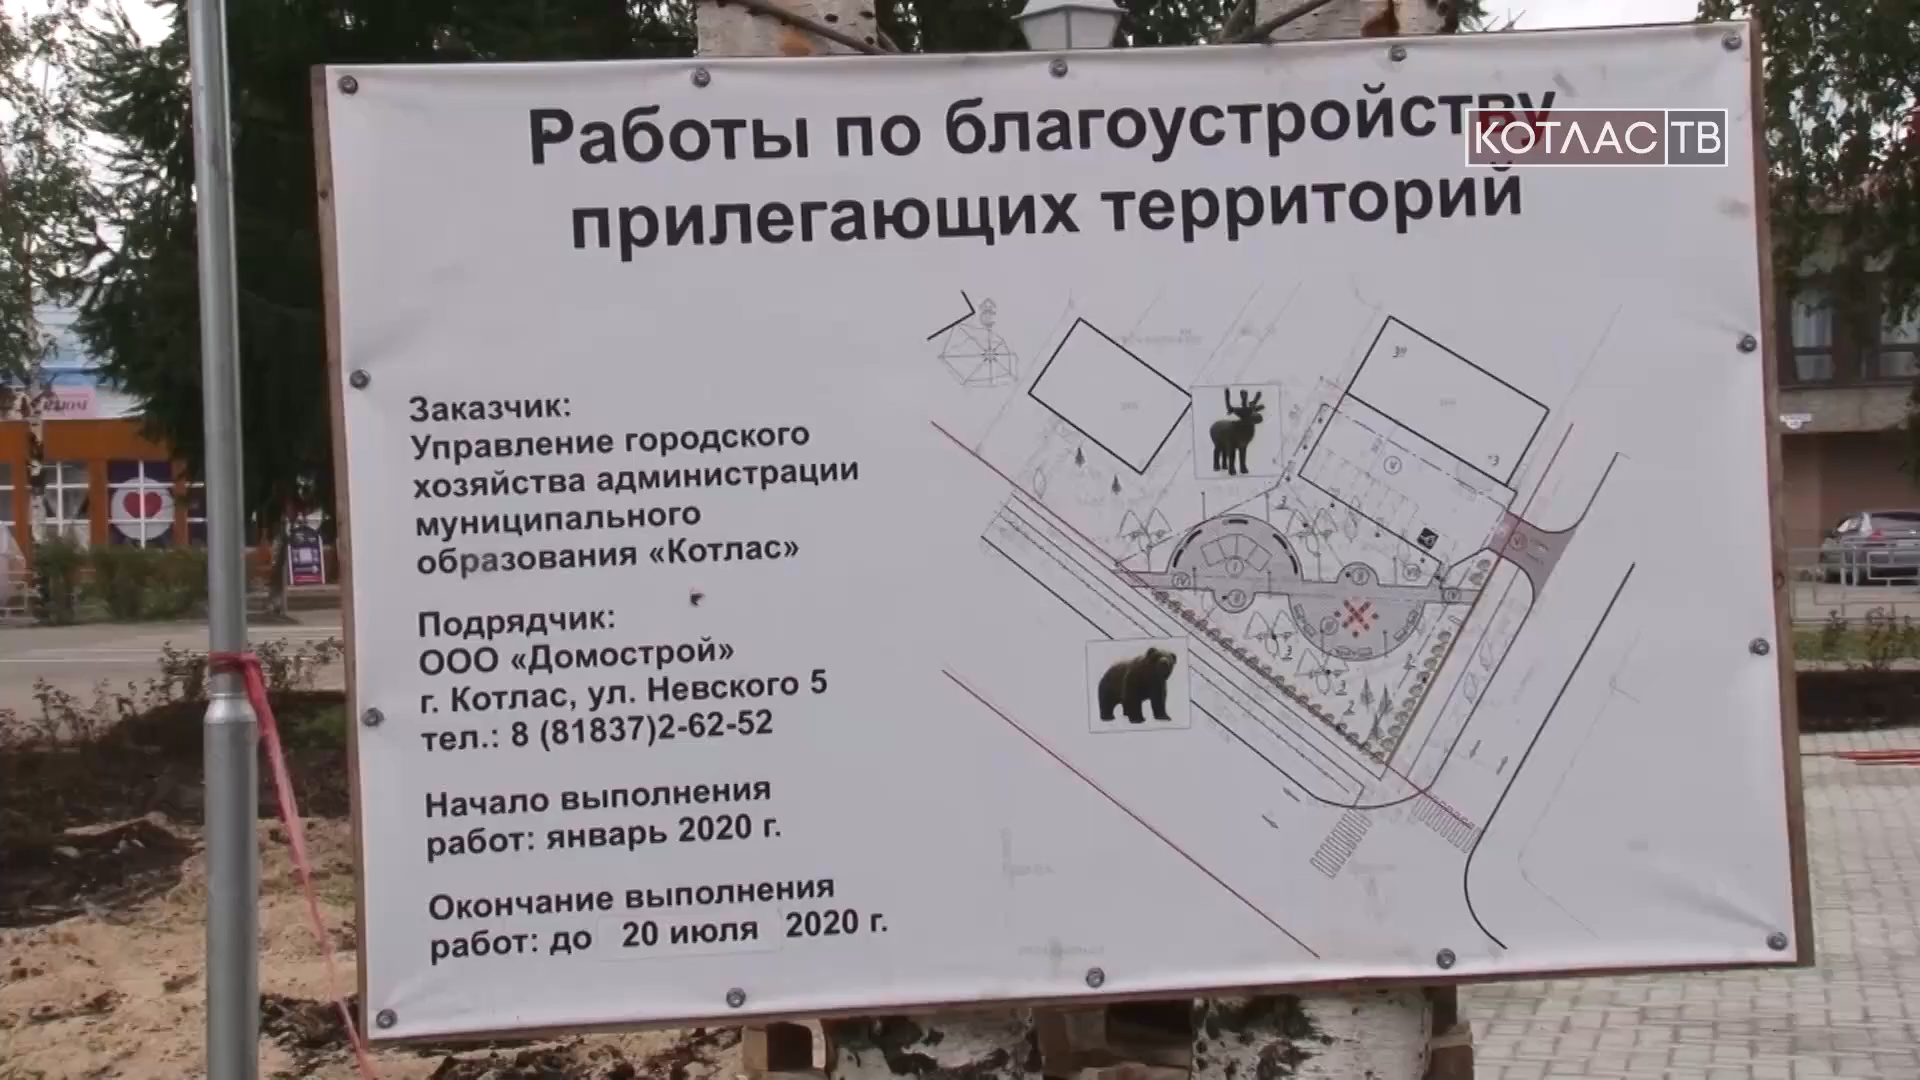 Работы по благоустройству
прилегающих территорий
КОТЛАС ТВ
Заказчик:
Управление городского
хозяйства администрации
муниципального
образования «Котлас»
Подрядчик:
ООО «Домострой»
г. Котлас, ул. Невского 5
тел.: 8 (81837)2-62-52
Начало выполнения
работ: январь 2020 г.
Окончание выполнения
работ: до 20 июля 2020 г.